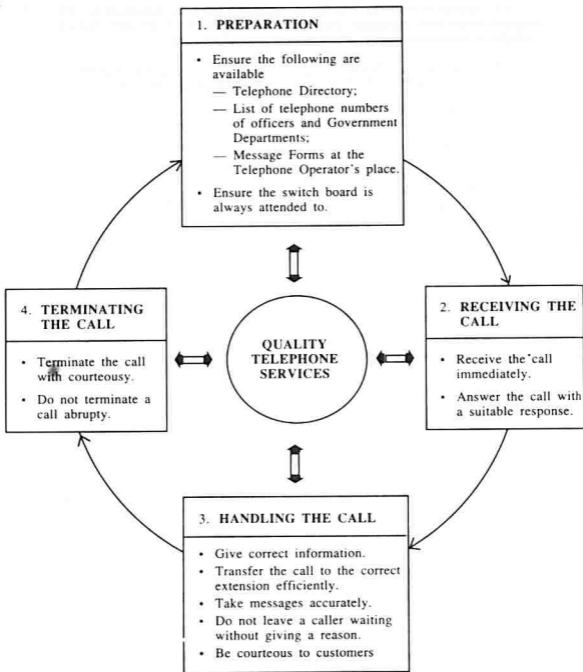 1. PREPARATION
• Ensure the following are
available
— Telephone Directory;
— List of telephone numbers
of officers and Government
Departments;
— Message Forms at the
Telephone Operator's place.
• Ensure the switch board is
always attended to.
2. RECEIVING THE
CALL
• Receive the call
immediately.
• Answer the call with
a suitable response.
3. HANDLING THE CALL
• Give correct information.
• Transfer the call to the correct
extension efficiently.
• Take messages accurately.
• Do not leave a caller waiting
without giving a reason.
• Be courteous to customers
4. TERMINATING
THE CALL
• Terminate the call
with courteousy.
• Do not terminate a
call abrupty.
QUALITY
TELEPHONE
SERVICES